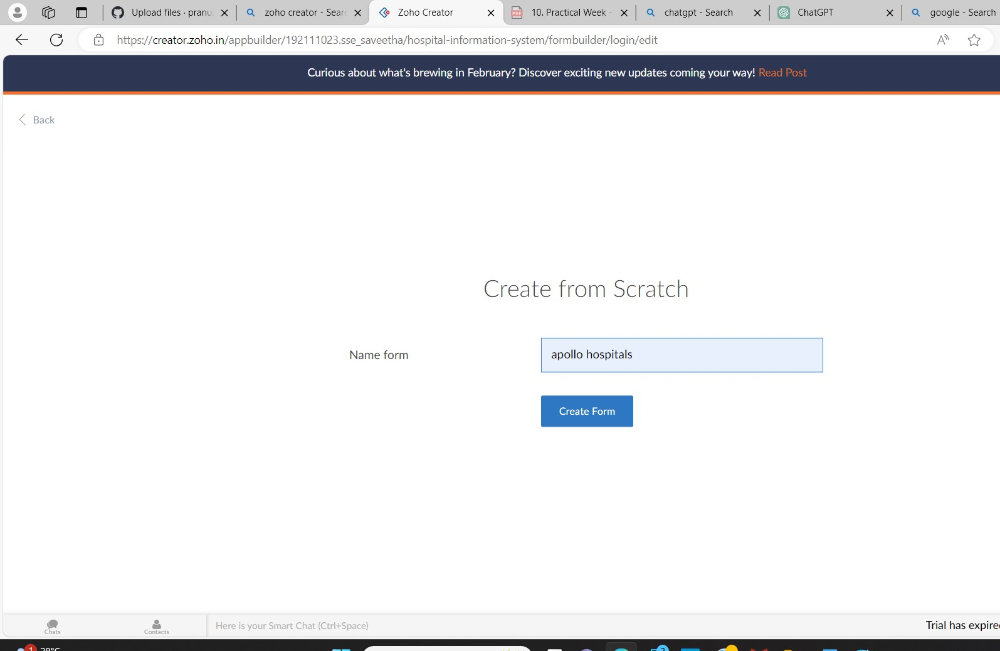 Upload files · pranu
zoho creator - Searc
Zoho Creator
10. Practical Week -
chatgpt - Search
ChatGPT
google - Search
https://creator.zoho.in/appbuilder/192111023.sse_saveetha/hospital-information-system/formbuilder/login/edit
Curious about what's brewing in February? Discover exciting new updates coming your way! Read Post
Back
Create from Scratch
Name form
apollo hospitals
Create Form
Chats
Contacts
Here is your Smart Chat (Ctrl+Space)
Trial has expire
1